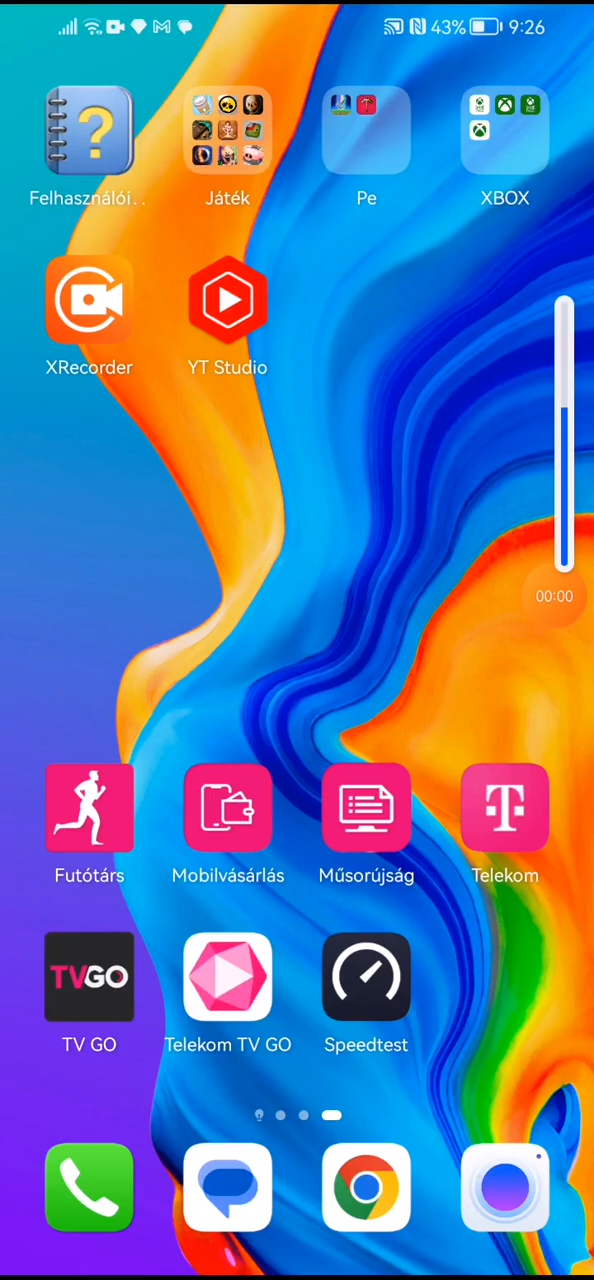 43% 9:26
Felhasználói.. Játék Pe XBOX
XRecorder YT Studio
00:00
Futótárs Mobilvásárlás Műsorújság Telekom
TVGO
TV GO Telekom TV GO Speedtest